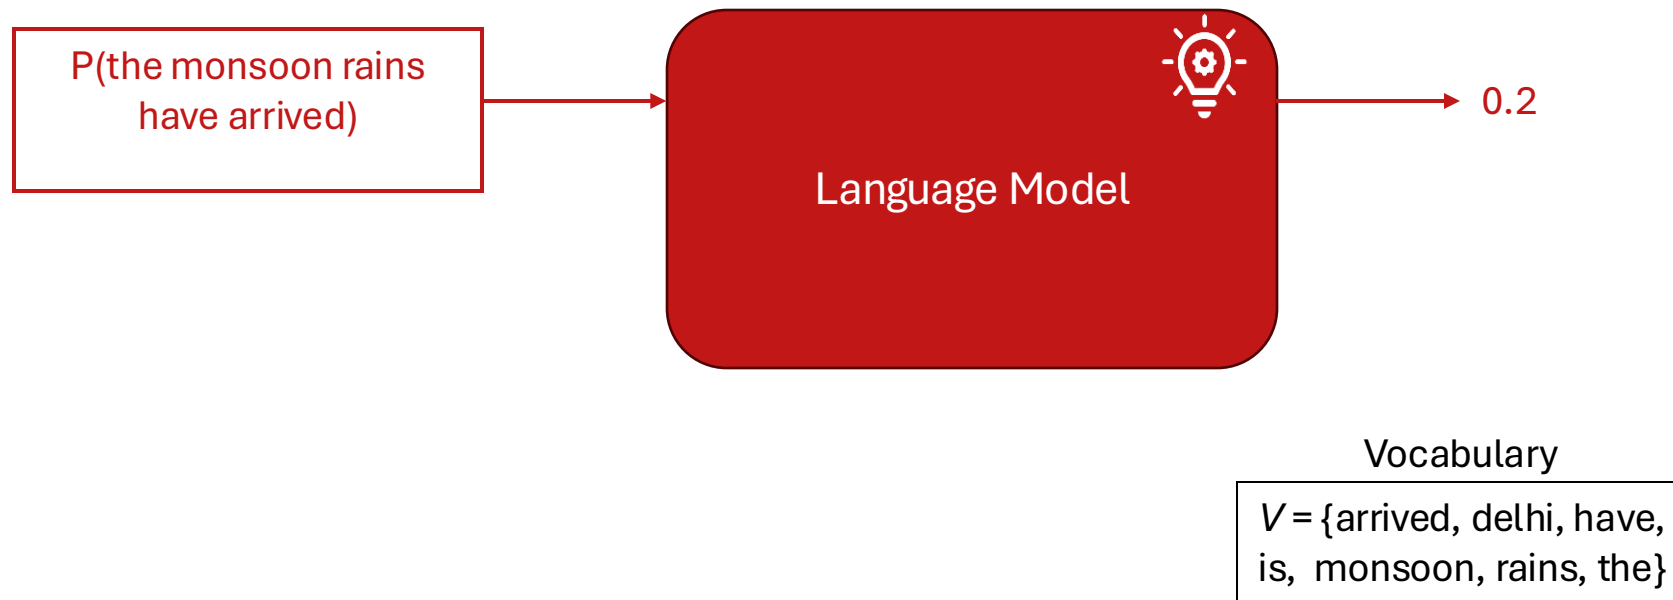 P(the monsoon rains
have arrived)
Language Model
0.2
Vocabulary
V = {arrived, delhi, have,
is, monsoon, rains, the}